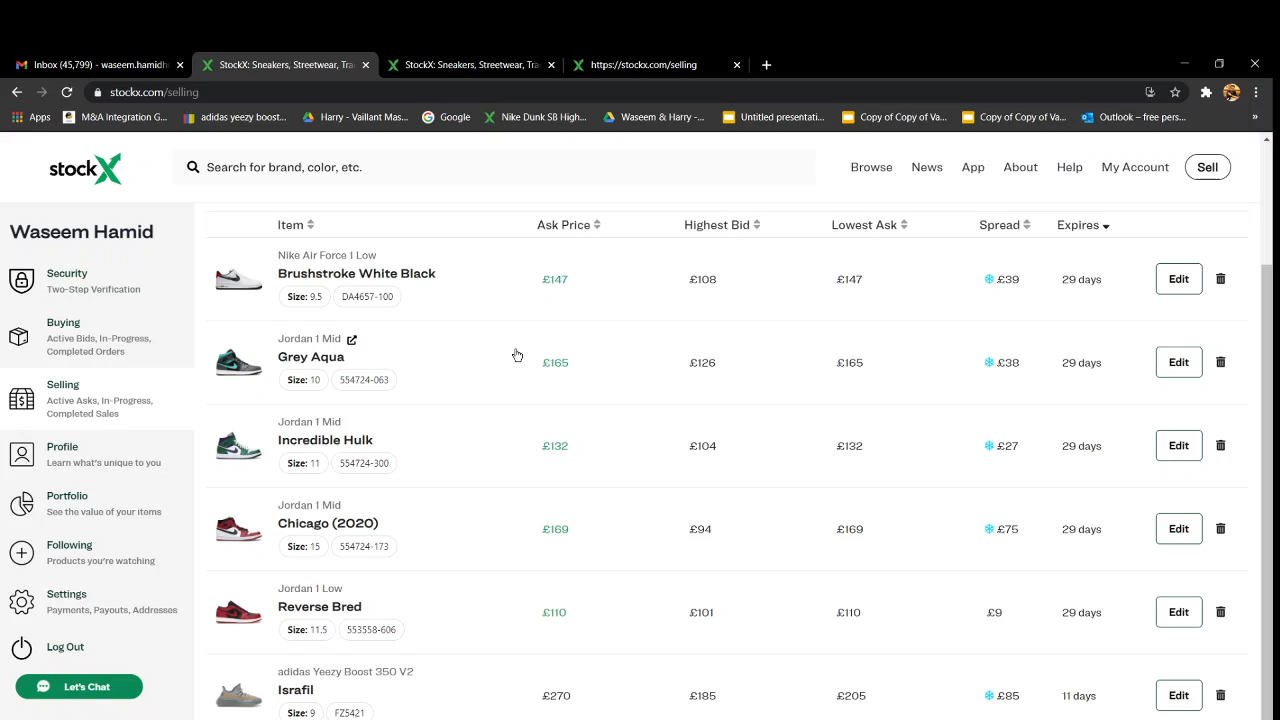 Inbox (45,799) - waseem.hamidh
StockX: Sneakers, Streetwear, Tra
StockX: Sneakers, Streetwear, Tra
https://stockx.com/selling
stockx.com/selling
Apps
M&A Integration G...
adidas yeezy boost...
Harry - Vaillant Mas...
Google
Nike Dunk SB High...
Waseem & Harry -...
Untitled presentati...
Copy of Copy of Va...
Copy of Copy of Va...
Outlook – free pers...
»
stockX
Search for brand, color, etc.
Browse
News
App
About
Help
My Account
Sell
Waseem Hamid
Security
Two-Step Verification
Buying
Active Bids, In-Progress,
Completed Orders
Selling
Active Asks, In-Progress,
Completed Sales
Profile
Learn what's unique to you
Portfolio
See the value of your items
Following
Products you're watching
Settings
Payments, Payouts, Addresses
Log Out
Let's Chat
Item Ask Price Highest Bid Lowest Ask Spread Expires
Nike Air Force 1 Low
Brushstroke White Black
Size: 9.5 DA4657-100
£147 £108 £147 £39 29 days Edit
Jordan 1 Mid
Grey Aqua
Size: 10 554724-063
£165 £126 £165 £38 29 days Edit
Jordan 1 Mid
Incredible Hulk
Size: 11 554724-300
£132 £104 £132 £27 29 days Edit
Jordan 1 Mid
Chicago (2020)
Size: 15 554724-173
£169 £94 £169 £75 29 days Edit
Jordan 1 Low
Reverse Bred
Size: 11.5 553558-606
£110 £101 £110 £9 29 days Edit
adidas Yeezy Boost 350 V2
Israfil
Size: 9 FZ5421
£270 £185 £205 £85 11 days Edit